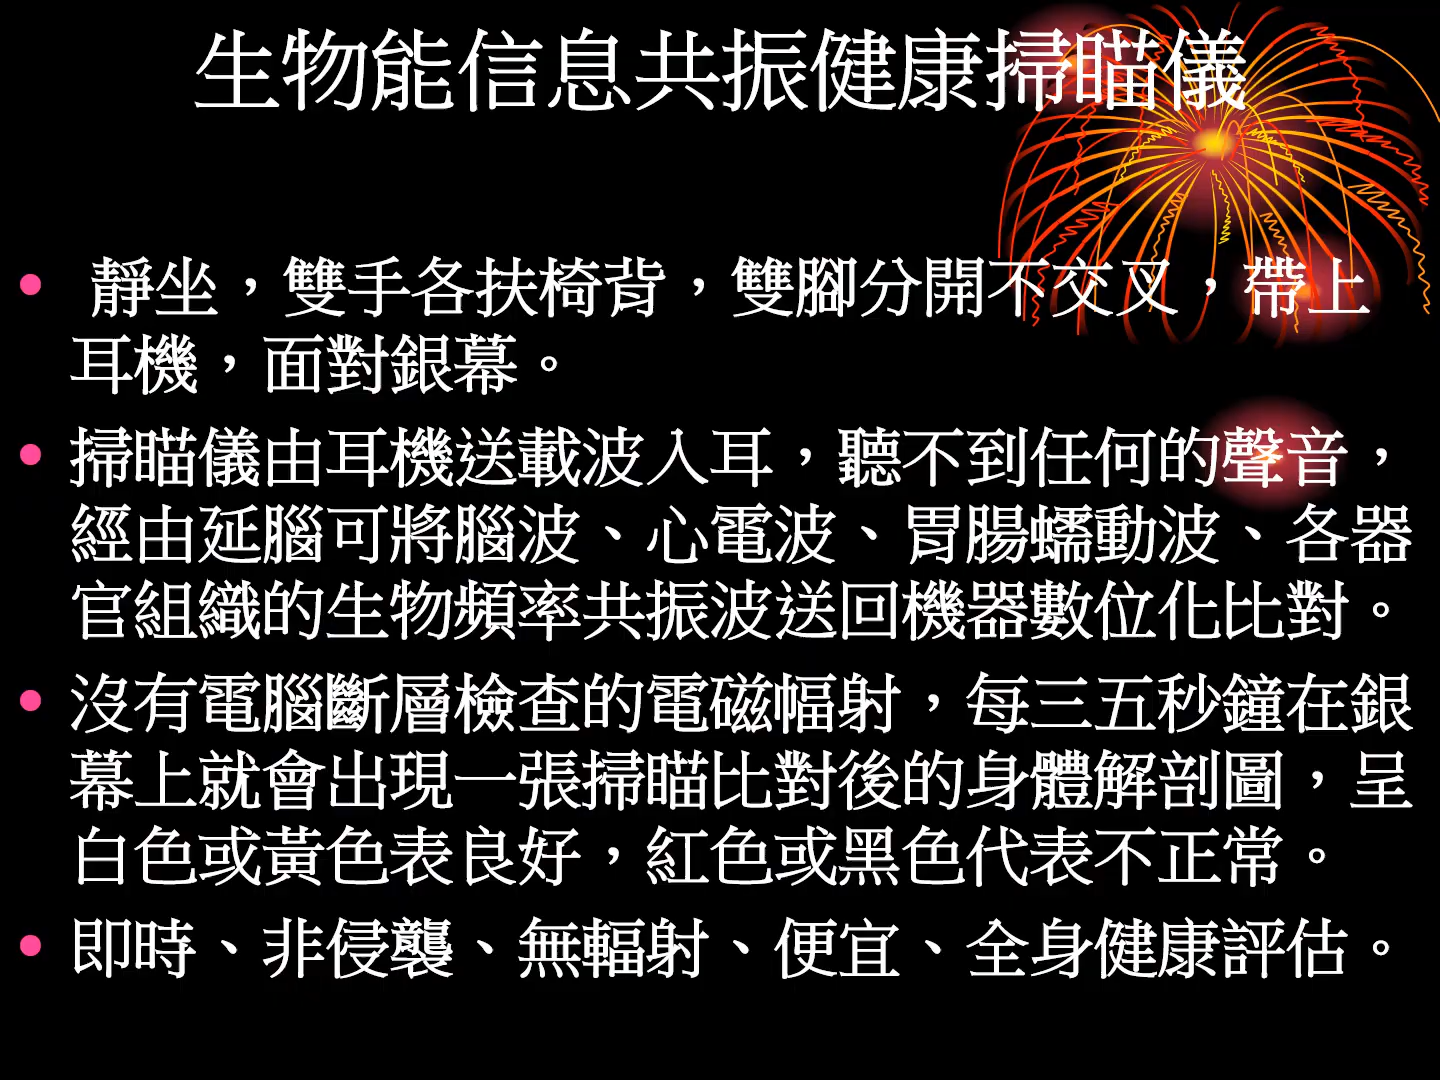 生物能信息共振健康掃瞄儀
靜坐，雙手各扶椅背，雙腳分開不交叉，帶上
耳機，面對銀幕。
掃瞄儀由耳機送載波入耳，聽不到任何的聲音，
經由延腦可將腦波、心電波、胃腸蠕動波、各器
官組織的生物頻率共振波送回機器數位化比對。
沒有電腦斷層檢查的電磁幅射，每三五秒鐘在銀
幕上就會出現一張掃瞄比對後的身體解剖圖，呈
白色或黃色表良好，紅色或黑色代表不正常。
即時、非侵襲、無輻射、便宜、全身健康評估。